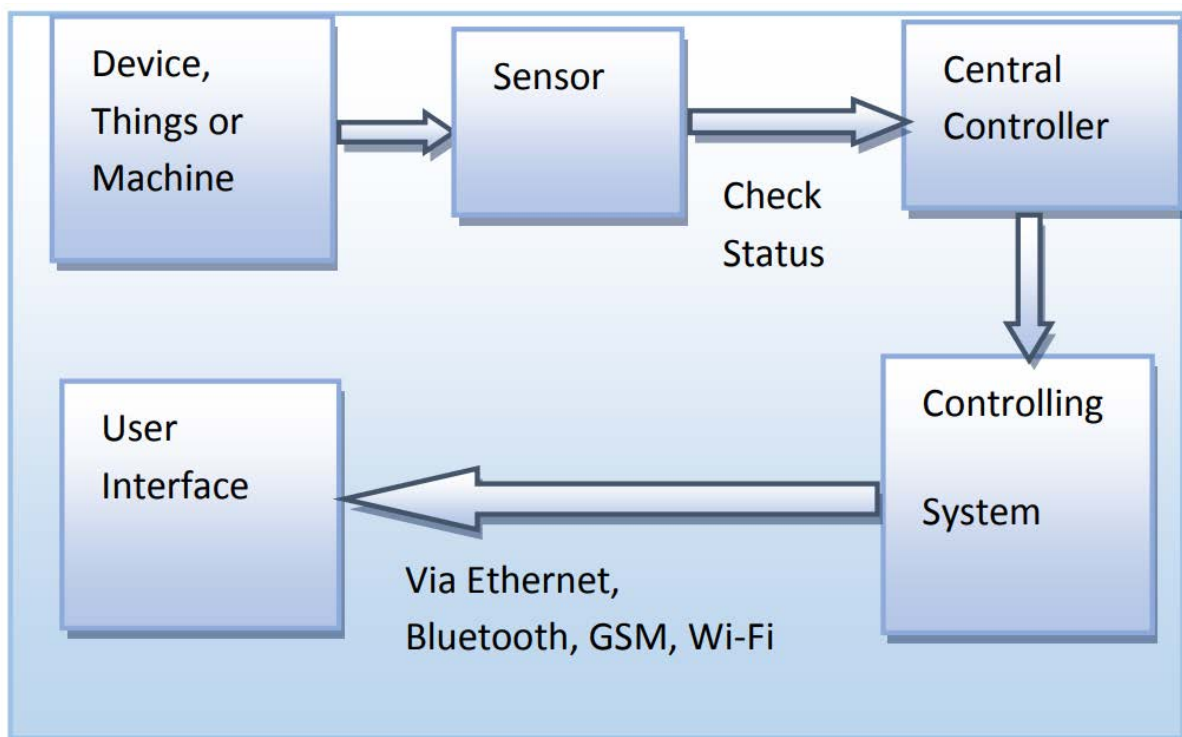 Device,
Things or
Machine
Sensor
Check
Status
Central
Controller
Controlling
System
Via Ethernet,
Bluetooth, GSM, Wi-Fi
User
Interface